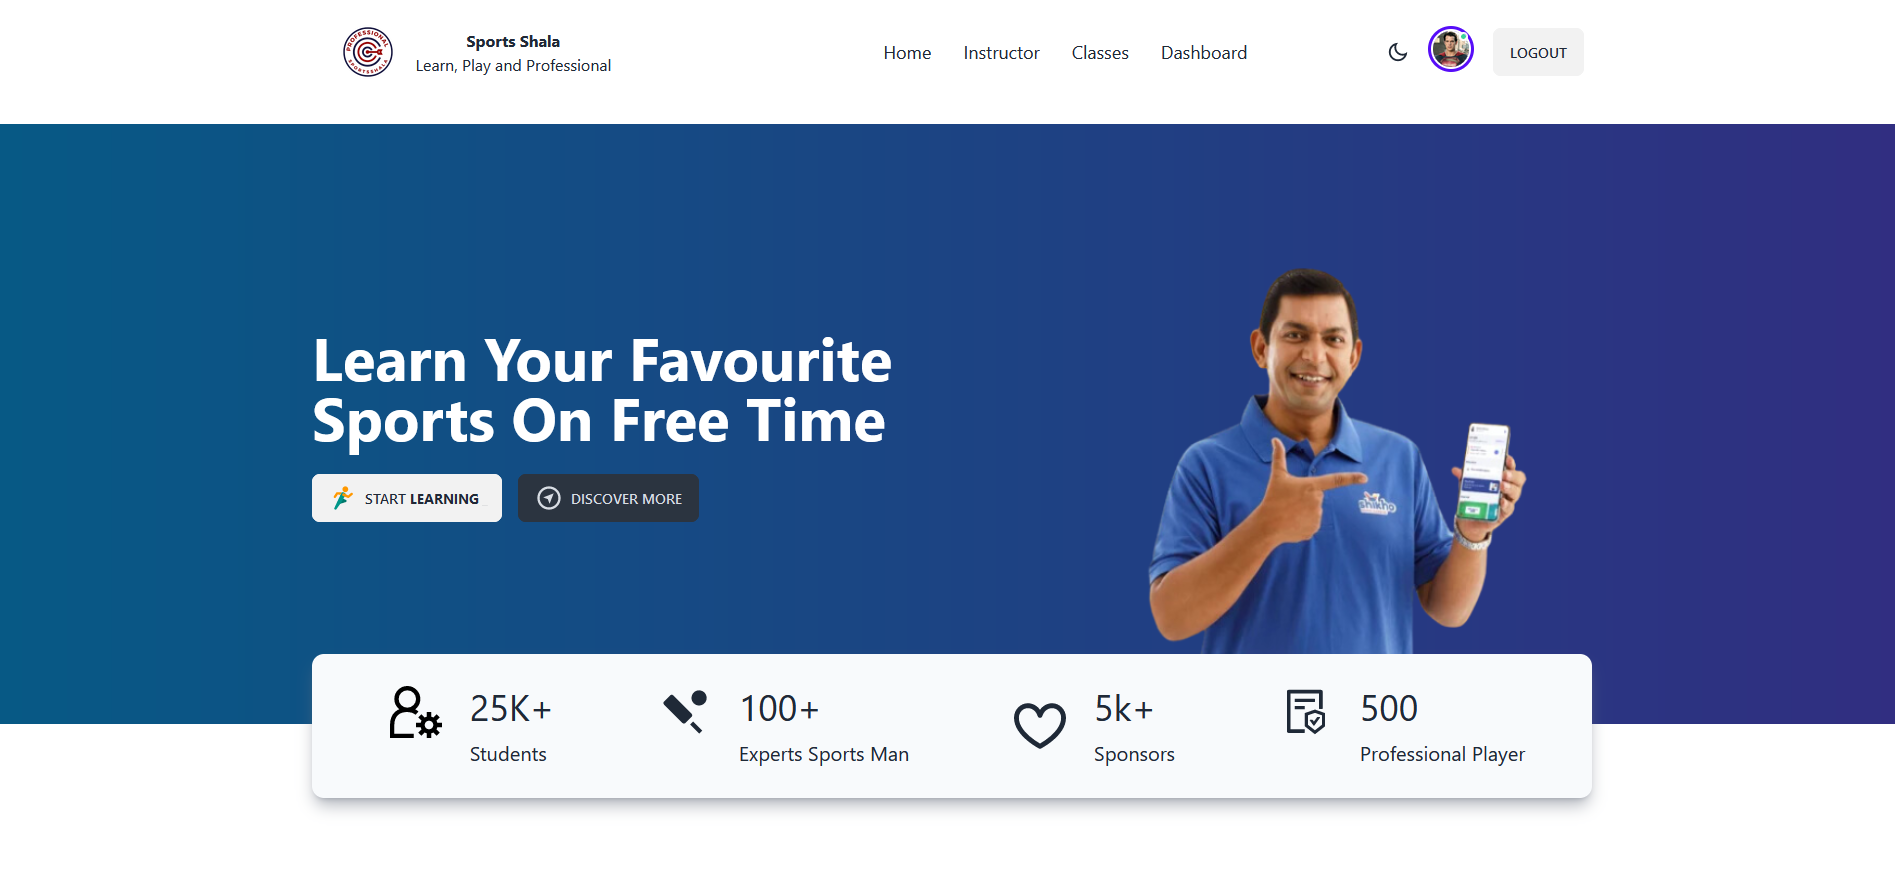 PROFESSIONAL
SPORTSSHALA
Sports Shala
Learn, Play and Professional
Home
Instructor
Classes
Dashboard
LOGOUT
Learn Your Favourite
Sports On Free Time
START LEARNING
DISCOVER MORE
shikho
25K+
Students
100+
Experts Sports Man
5k+
Sponsors
500
Professional Player